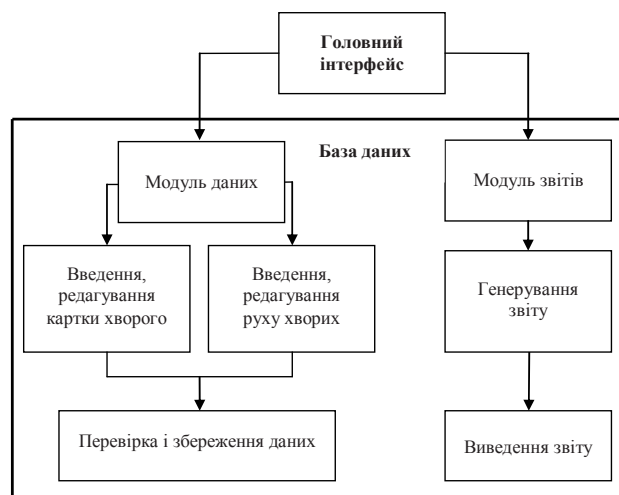 Головний
інтерфейс
База даних
Модуль даних
Модуль звітів
Введення,
редагування
картки хворого
Введення,
редагування
руху хворих
Генерування
звіту
Перевірка і збереження даних
Виведення звіту